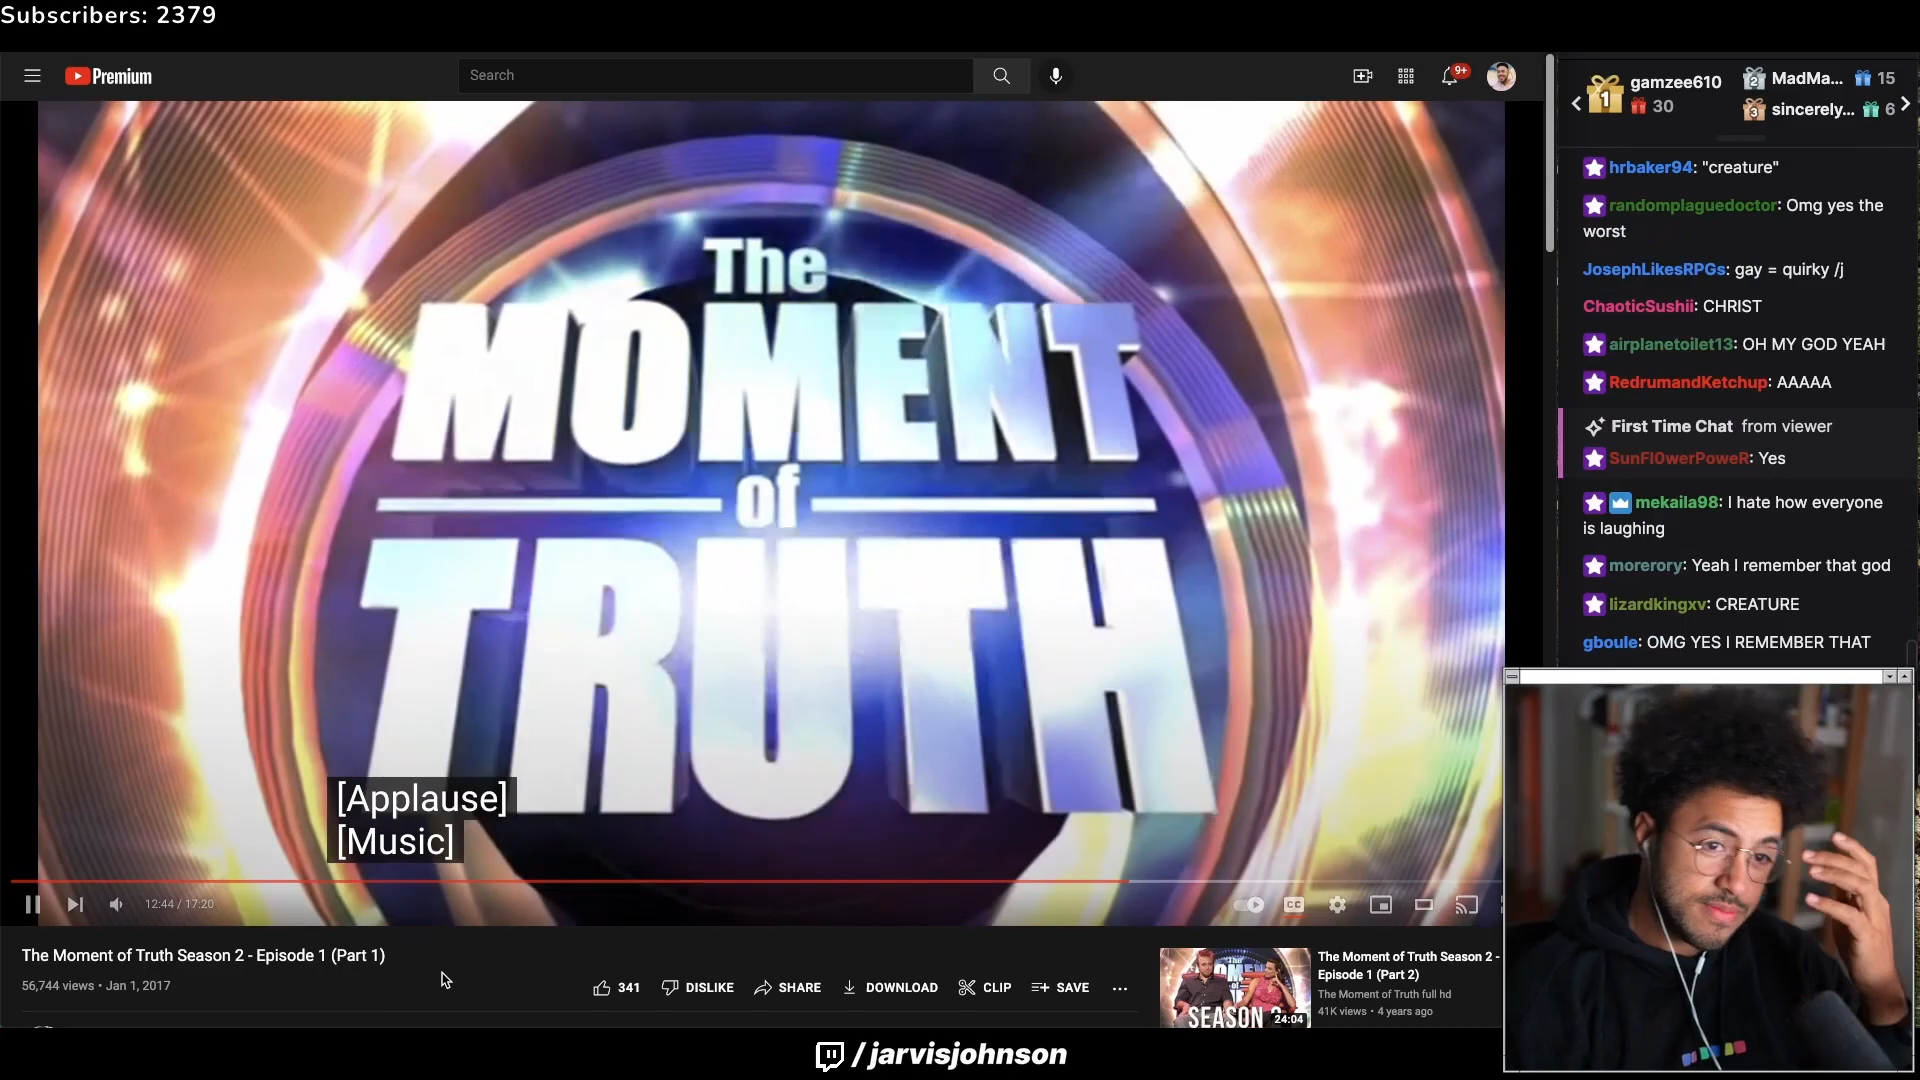 Subscribers: 2379
Premium
Search
9+
1
gamzee610
30
2
MadMa...
15
3
sincerely...
6
hrbaker94: "creature"
randomplaguedoctor: Omg yes the
worst
JosephLikesRPGs: gay = quirky /j
ChaoticSushii: CHRIST
airplanetoilet13: OH MY GOD YEAH
RedrumandKetchup: AAAAA
First Time Chat from viewer
SunFl0werPoweR: Yes
mekaila98: I hate how everyone
is laughing
morerory: Yeah I remember that god
lizardkingxv: CREATURE
gboule: OMG YES I REMEMBER THAT
The
MOMENT
of
TRUTH
[Applause]
[Music]
12:44 / 17:20
CC
The Moment of Truth Season 2 - Episode 1 (Part 1)
56,744 views • Jan 1, 2017
341
DISLIKE
SHARE
DOWNLOAD
CLIP
SAVE
SEASON
24:04
The Moment of Truth Season 2 -
Episode 1 (Part 2)
The Moment of Truth full hd
41K views • 4 years ago
/jarvisjohnson